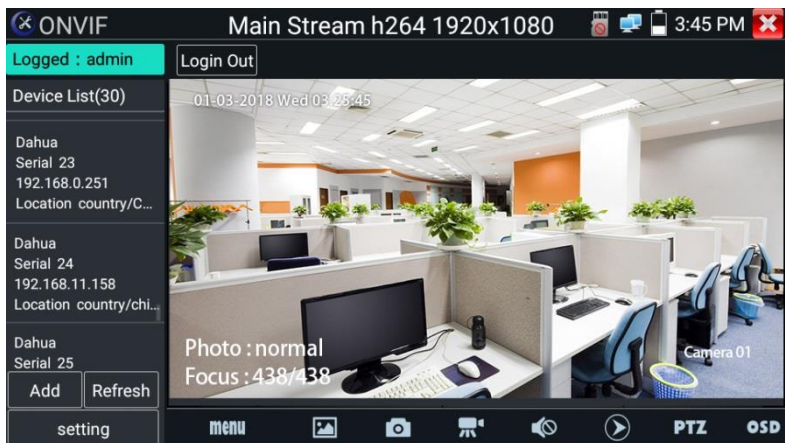 ONVIF
Main Stream h264 1920x1080
3:45 PM
Logged : admin
Login Out
Device List(30)
01-03-2018 Wed 03:25:45
Dahua
Serial 23
192.168.0.251
Location country/C...
Dahua
Serial 24
192.168.11.158
Location country/chi...
Dahua
Serial 25
Photo : normal
Focus : 438/438
Camera 01
Add
Refresh
setting
menu
PTZ
OSD